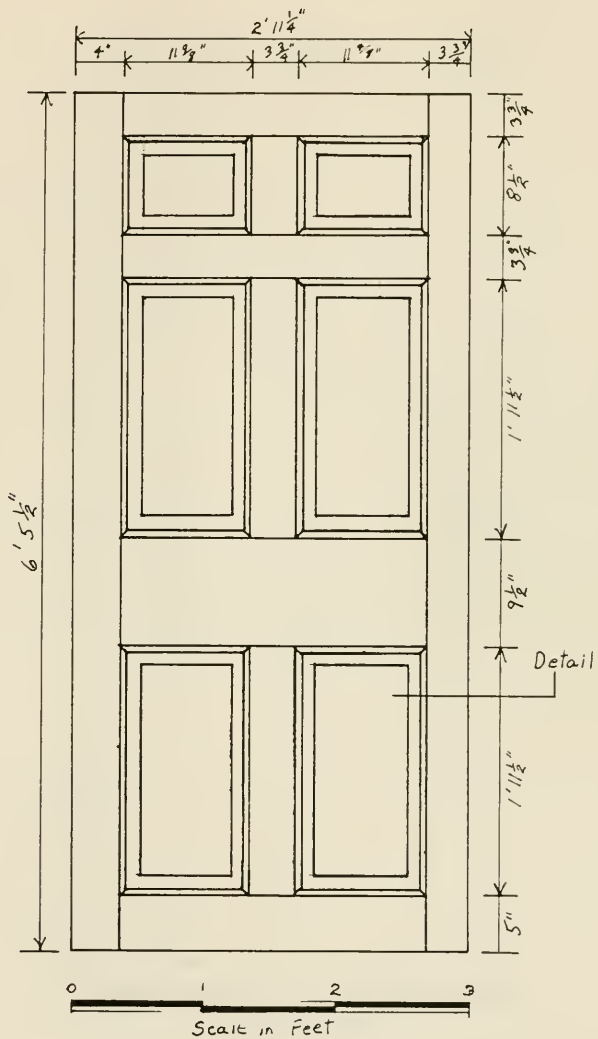 2' 11 1/4"
4" 3 3/4" 3 3/4"
3 3/4"
8 1/2"
3 3/4"
1' 11 1/2"
6' 5 1/2"
9 1/2"
Detail
1' 11 1/2"
5"
0 1 2 3
Scale in Feet